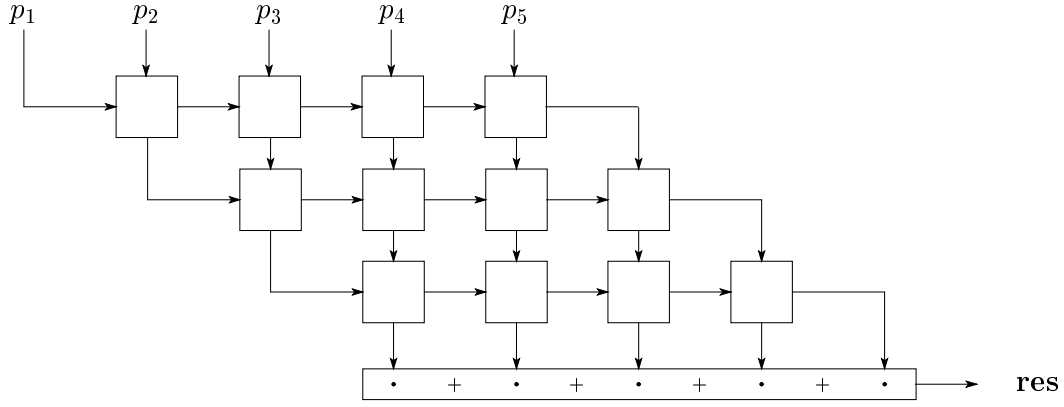 p₁ p₂ p₃ p₄ p₅
· + · + · + · + · res